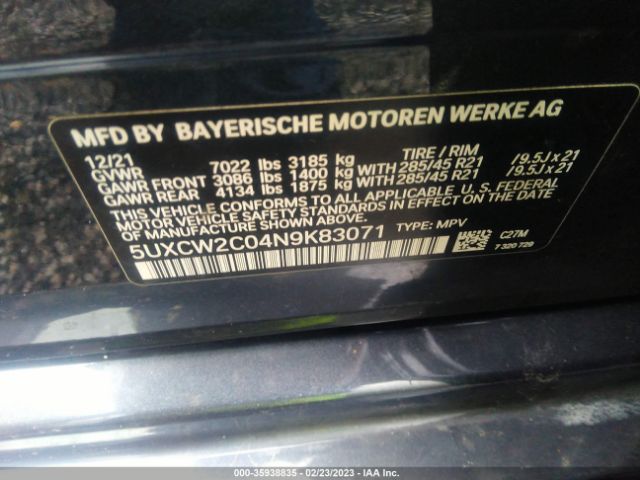 MFD BY BAYERISCHE MOTOREN WERKE AG
12/21 TIRE / RIM
GVWR 7022 lbs 3185 kg
GAWR FRONT 3086 lbs 1400 kg WITH 285/45 R21 /9.5J x 21
GAWR REAR 4134 lbs 1875 kg WITH 285/45 R21 /9.5J x 21
THIS VEHICLE CONFORMS TO ALL APPLICABLE U.S. FEDERAL
MOTOR VEHICLE SAFETY STANDARDS IN EFFECT ON THE
DATE OF MANUFACTURE SHOWN ABOVE.
5UXCW2C04N9K83071 TYPE: MPV
C27M
7 320 729
000-35938835 - 02/23/2023 - © IAA Inc.